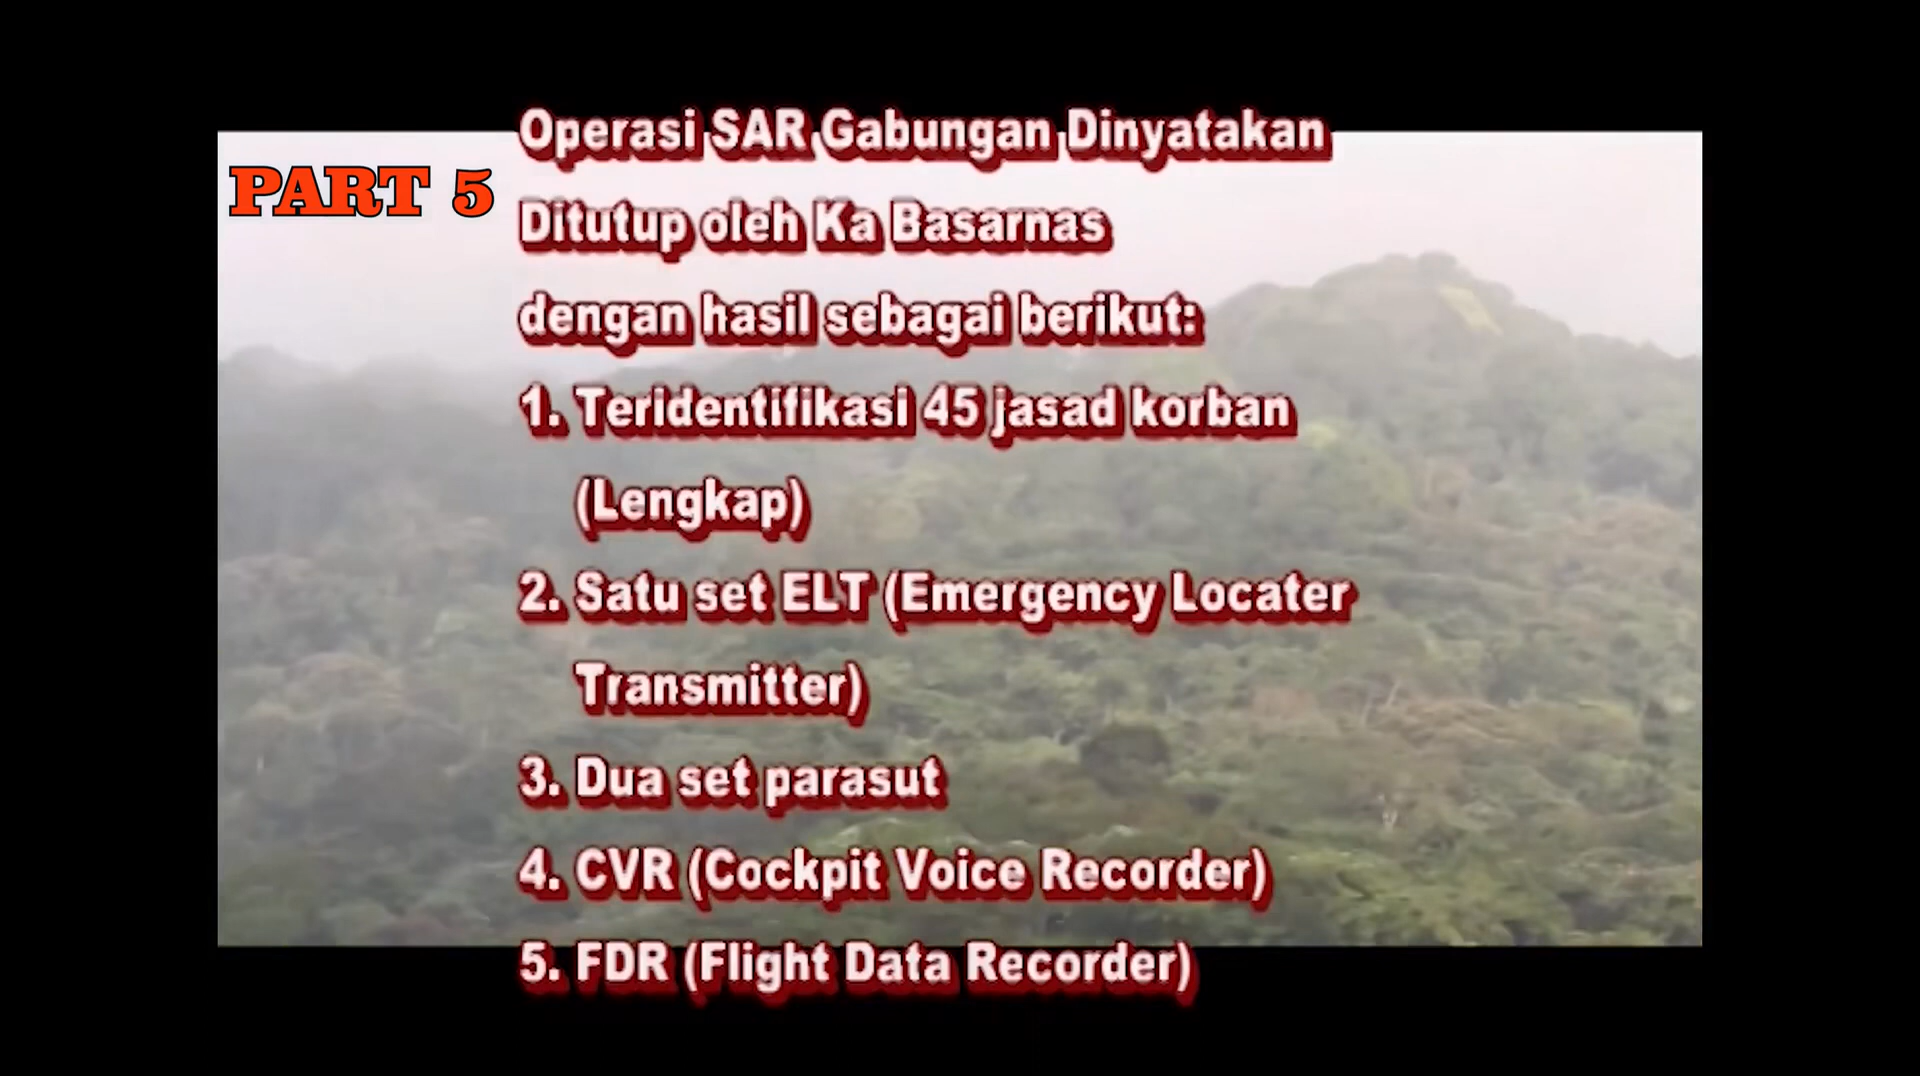 PART 5
Operasi SAR Gabungan Dinyatakan
Ditutup oleh Ka Basarnas
dengan hasil sebagai berikut:
1. Teridentifikasi 45 jasad korban
(Lengkap)
2. Satu set ELT (Emergency Locater
Transmitter)
3. Dua set parasut
4. CVR (Cockpit Voice Recorder)
5. FDR (Flight Data Recorder)